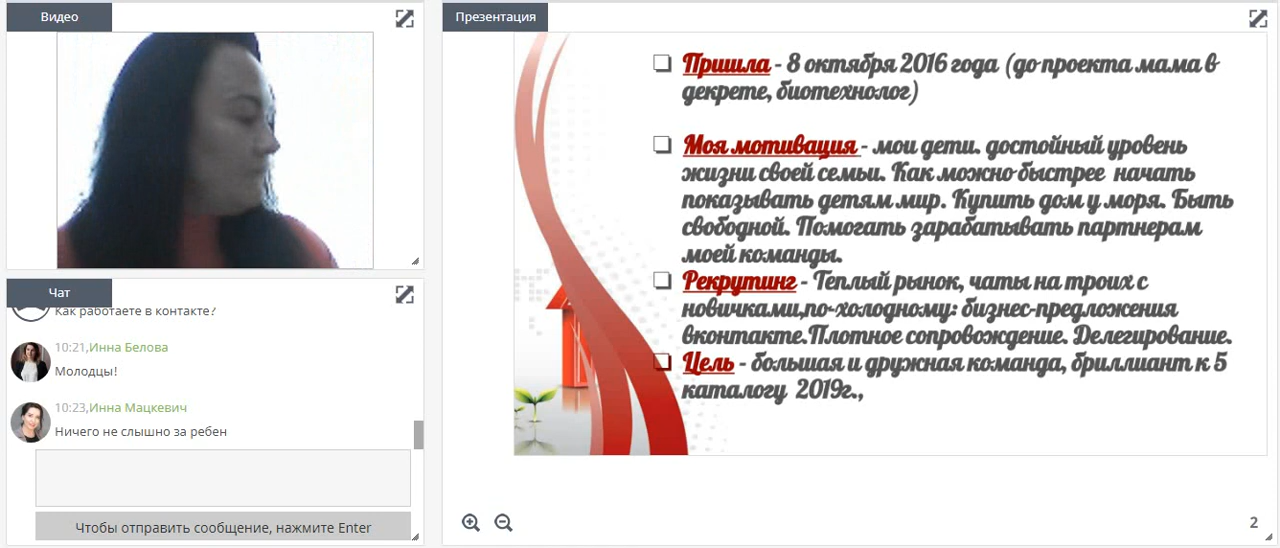 Видео
Презентация
Пришла - 8 октября 2016 года (до проекта мама в
декрете, биотехнолог)
Моя мотивация - мои дети. достойный уровень
жизни своей семьи. Как можно быстрее начать
показывать детям мир. Купить дом у моря. Быть
свободной. Помогать зарабатывать партнерам
моей команды.
Рекрутинг - Теплый рынок, чаты на троих с
новичками,по-холодному: бизнес-предложения
вконтакте.Плотное сопровождение. Делегирование.
Цель - большая и дружная команда, бриллиант к 5
каталогу 2019г.,
2
Чат
Как работаете в контакте?
10:21,Инна Белова
Молодцы!
10:23,Инна Мацкевич
Ничего не слышно за ребен
Чтобы отправить сообщение, нажмите Enter